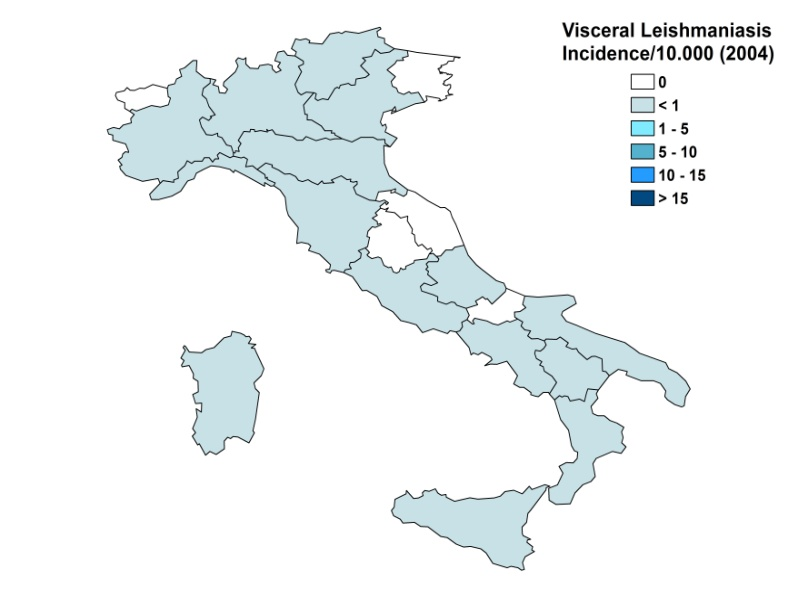 Visceral Leishmaniasis
Incidence/10.000 (2004)
0
< 1
1 - 5
5 - 10
10 - 15
> 15